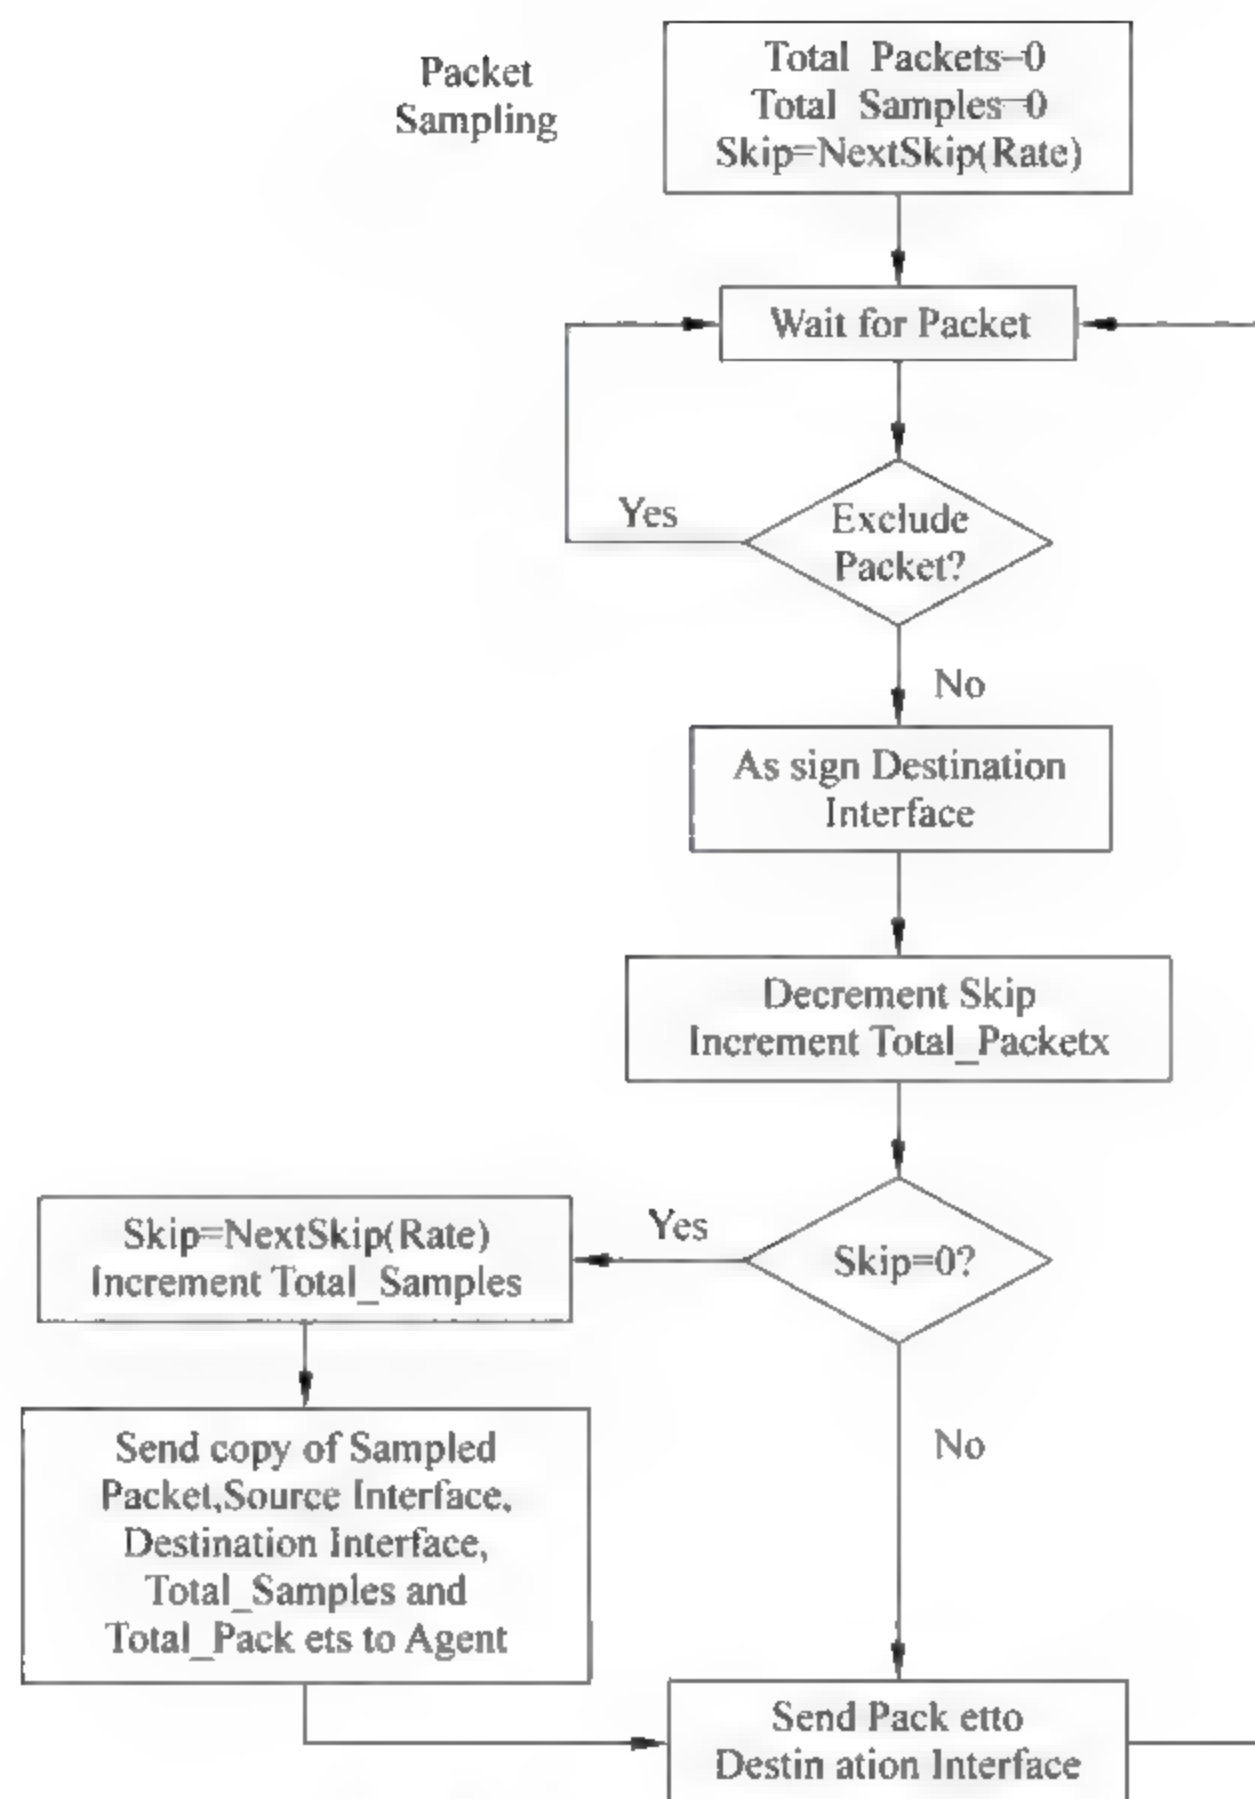 Packet
Sampling
Total Packets=0
Total Samples=0
Skip=NextSkip(Rate)
Wait for Packet
Yes
Exclude
Packet?
No
As sign Destination
Interface
Decrement Skip
Increment Total_Packetx
Skip=NextSkip(Rate)
Increment Total_Samples
Yes
Skip=0?
Send copy of Sampled
Packet,Source Interface,
Destination Interface,
Total_Samples and
Total_Pack ets to Agent
No
Send Pack etto
Destin ation Interface